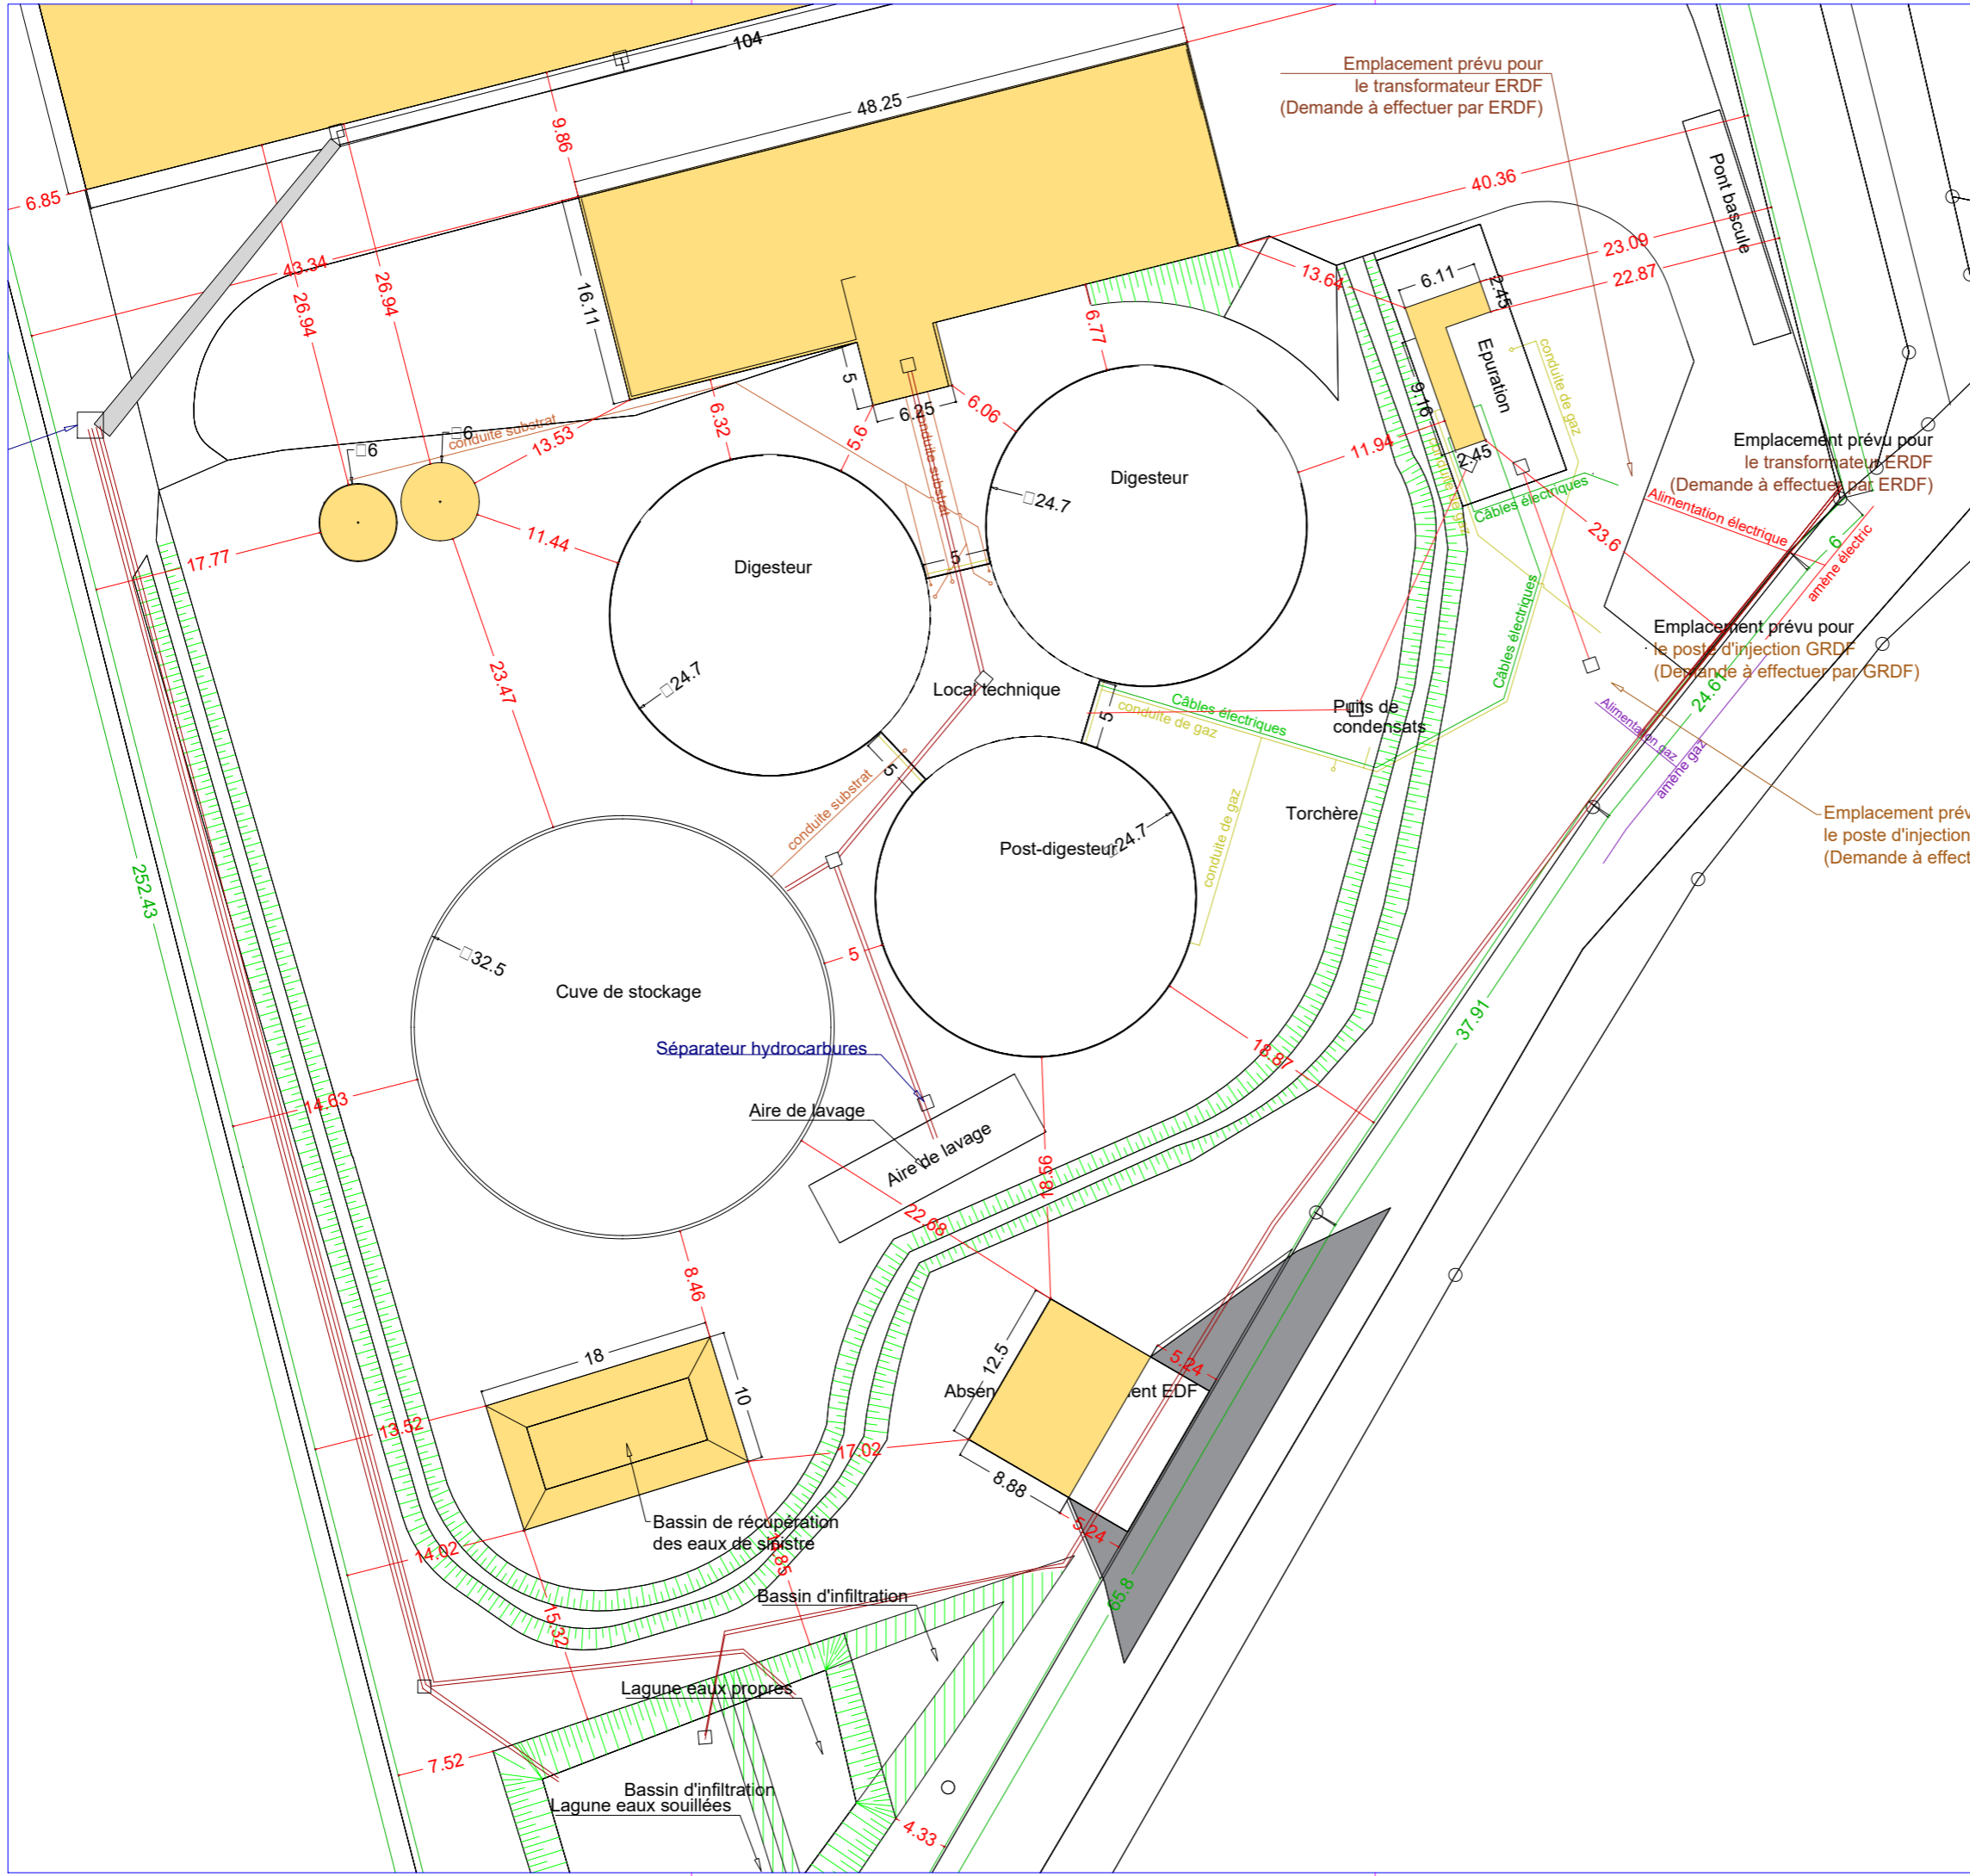 104
48.25
9.86
6.85
43.34
26.94
26.94
16.11
Emplacement prévu pour
le transformateur ERDF
(Demande à effectuer par ERDF)
40.36
Pont bascule
23.09
22.87
13.64
6.11
2.45
Epuration
9.16
2.45
conduite de gaz
conduite de gaz
6.77
5
6.25
6.06
5.6
6.32
conduite substrat
conduite substrat
□6
□6
13.53
11.44
17.77
Digesteur
□24.7
11.94
Digesteur
□24.7
5
Câbles électriques
23.6
Emplacement prévu pour
le transformateur ERDF
(Demande à effectuer par ERDF)
Alimentation électrique
6
amène électric
Emplacement prévu pour
le poste d'injection GRDF
(Demande à effectuer par GRDF)
24.61
Alimentation gaz
amène gaz
Câbles électriques
Local technique
Câbles électriques
conduite de gaz
5
Puits de
condensats
23.47
5
conduite substrat
Torchère
conduite de gaz
Post-digesteur
□24.7
Emplacement prév
le poste d'injection
(Demande à effect
252.43
□32.5
5
Cuve de stockage
Séparateur hydrocarbures
37.91
18.87
14.63
Aire de lavage
Aire de lavage
18.56
22.68
8.46
18
10
12.5
5.24
Absen
ent EDF
13.52
17.02
8.88
5.24
Bassin de récupération
des eaux de sinistre
14.02
15.32
Bassin d'infiltration
65.8
Lagune eaux propres
7.52
Bassin d'infiltration
Lagune eaux souillées
4.33